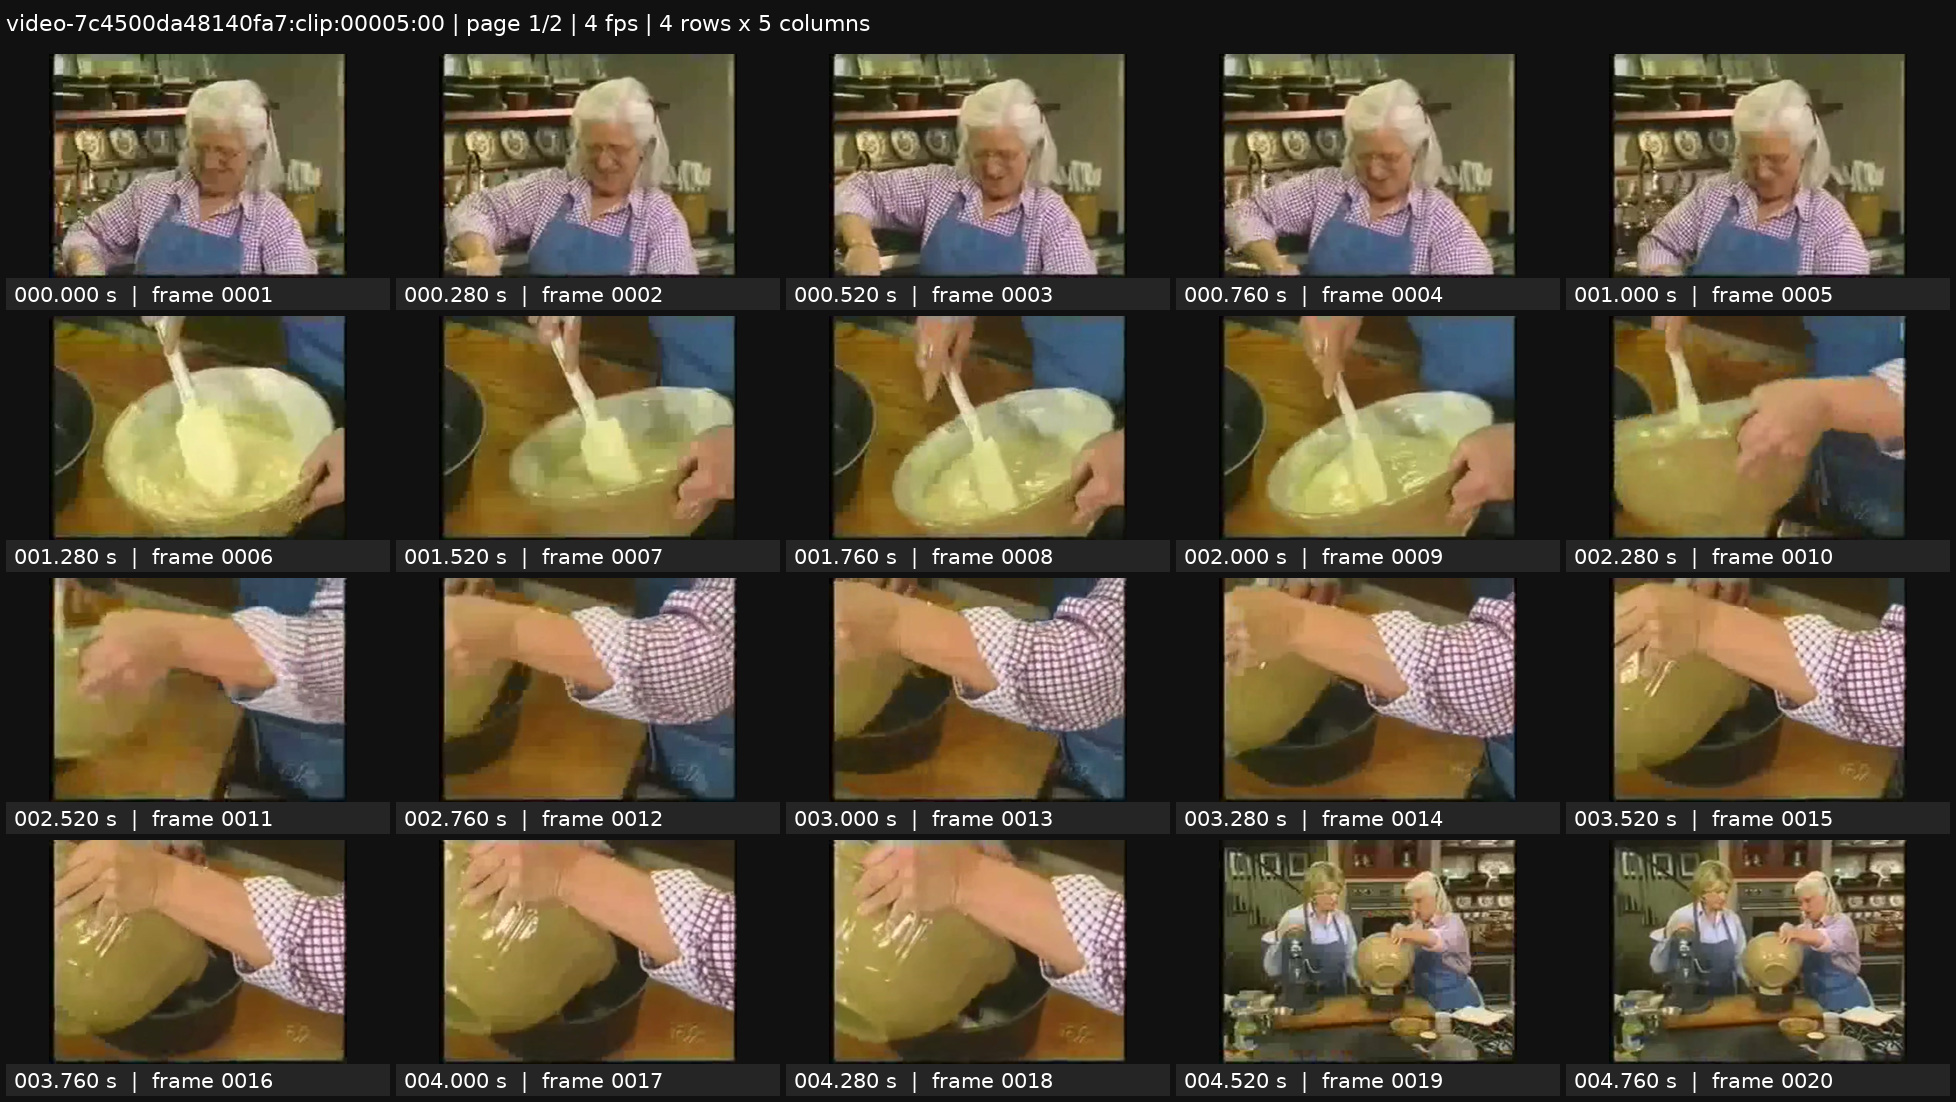 video-7c4500da48140fa7:clip:00005:00 | page 1/2 | 4 fps | 4 rows x 5 columns
000.000 s | frame 0001
000.280 s | frame 0002
000.520 s | frame 0003
000.760 s | frame 0004
001.000 s | frame 0005
001.280 s | frame 0006
001.520 s | frame 0007
001.760 s | frame 0008
002.000 s | frame 0009
002.280 s | frame 0010
002.520 s | frame 0011
002.760 s | frame 0012
003.000 s | frame 0013
003.280 s | frame 0014
003.520 s | frame 0015
003.760 s | frame 0016
004.000 s | frame 0017
004.280 s | frame 0018
004.520 s | frame 0019
004.760 s | frame 0020